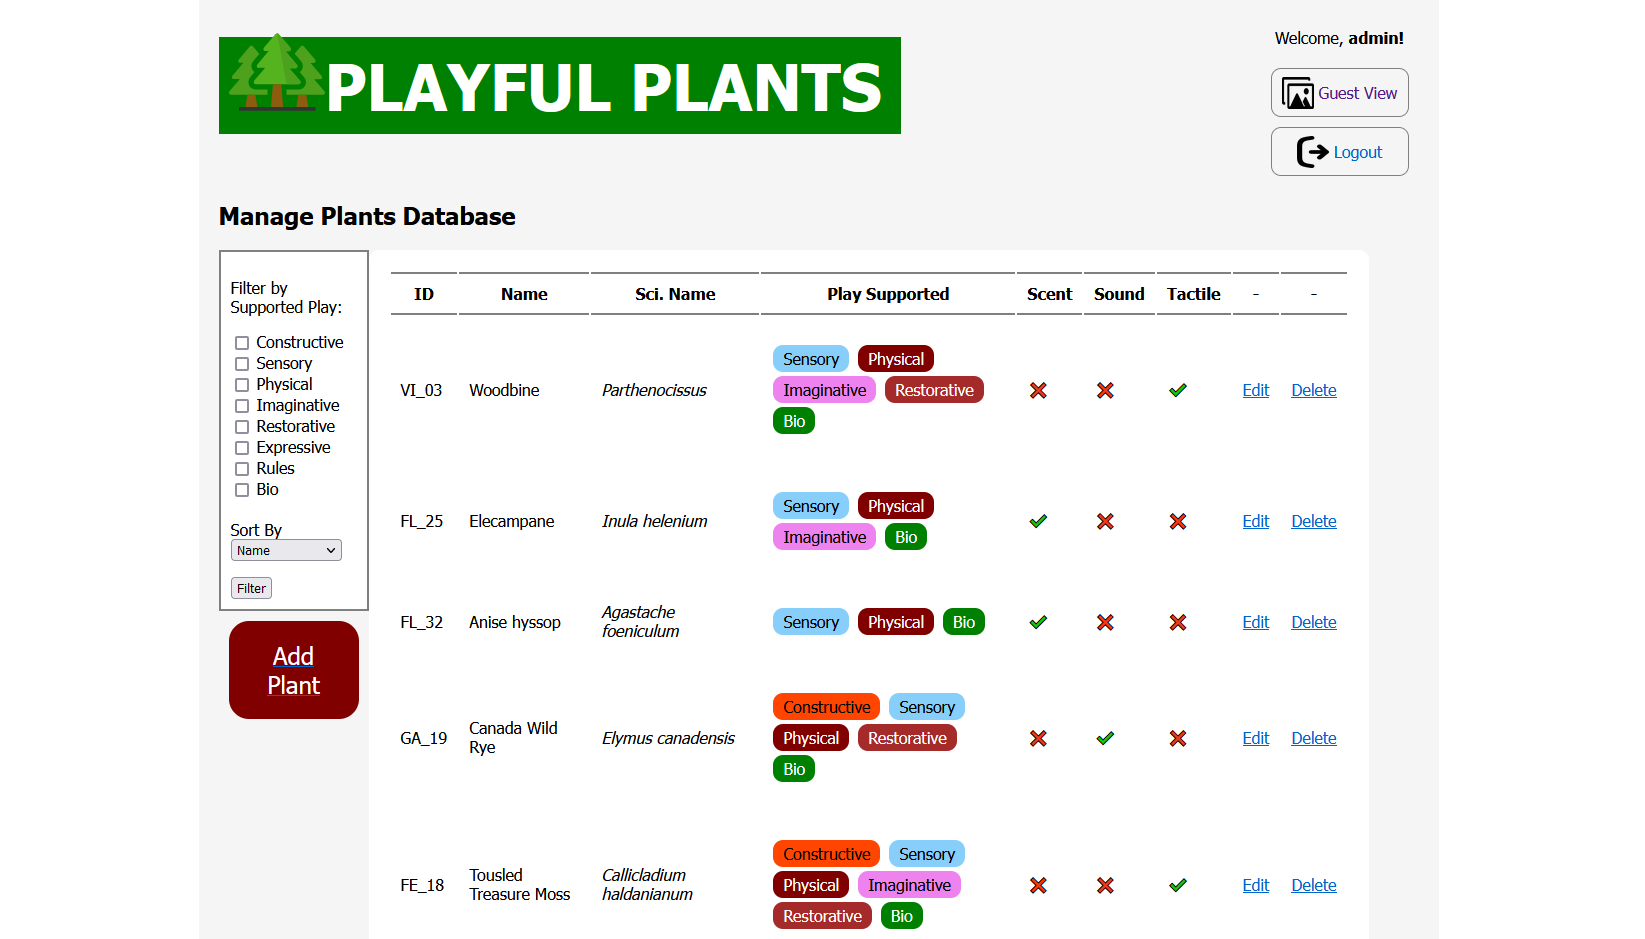 PLAYFUL PLANTS
Welcome, admin!
Guest View
Logout
Manage Plants Database
Filter by
Supported Play:
Constructive
Sensory
Physical
Imaginative
Restorative
Expressive
Rules
Bio
Sort By
Name
Filter
Add
Plant
ID Name Sci. Name Play Supported Scent Sound Tactile - -
Sensory Physical
VI_03 Woodbine Parthenocissus Imaginative Restorative Edit Delete
Bio
Sensory Physical
FL_25 Elecampane Inula helenium Edit Delete
Imaginative Bio
FL_32 Anise hyssop Agastache
foeniculum Sensory Physical Bio Edit Delete
Constructive Sensory
GA_19 Canada Wild
Rye Elymus canadensis Physical Restorative Edit Delete
Bio
Constructive Sensory
FE_18 Tousled
Treasure Moss Callicladium
haldanianum Physical Imaginative Edit Delete
Restorative Bio